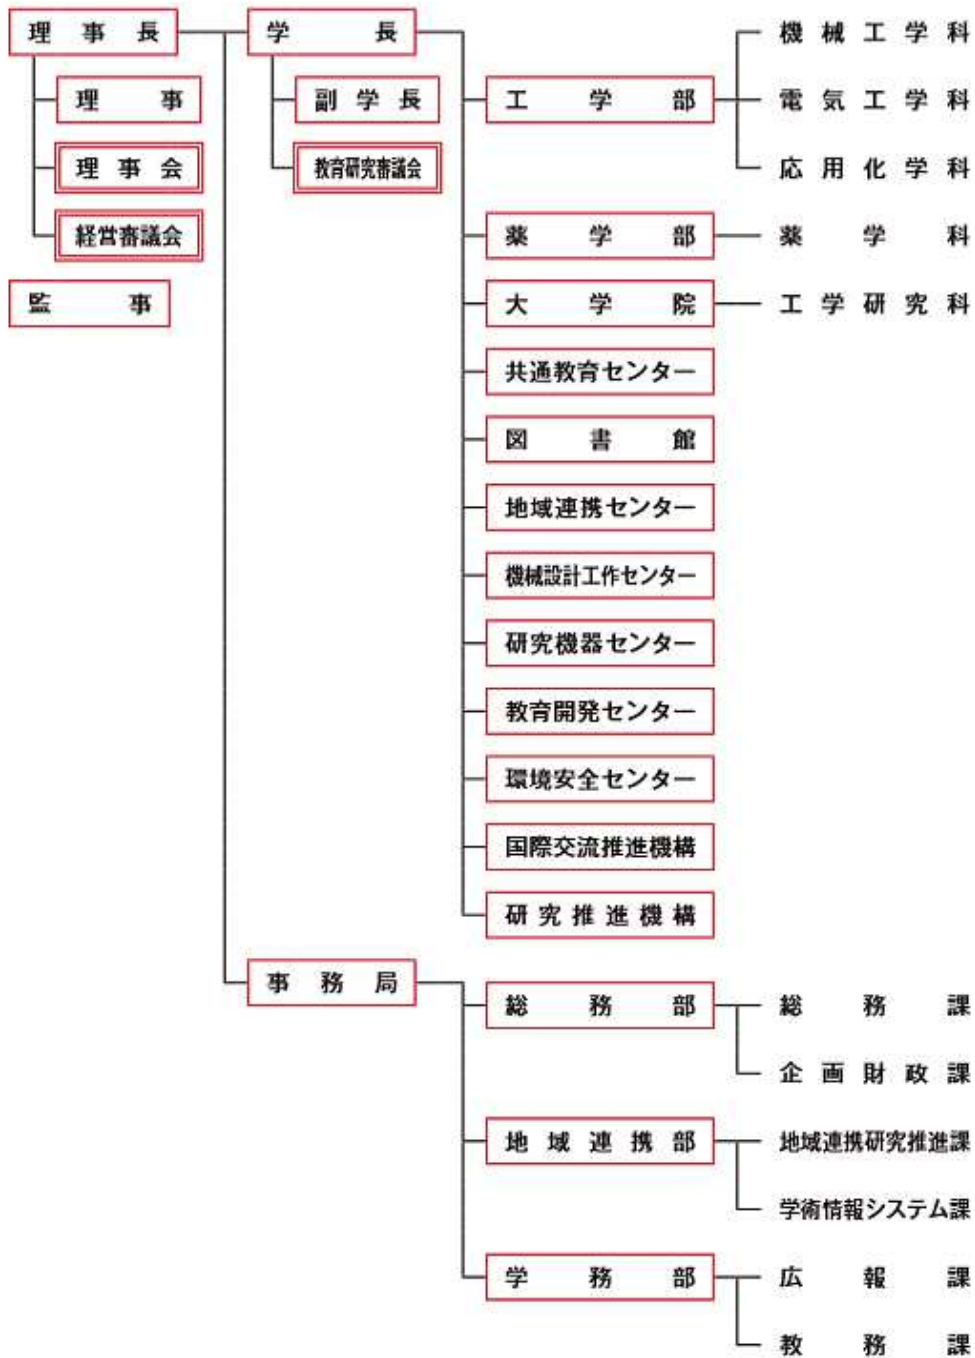 理事長
理事
理事会
経営審議会
監事
学長
副学長
教育研究審議会
工学部
機械工学科
電気工学科
応用化学科
薬学部
薬学科
大学院
工学研究科
共通教育センター
図書館
地域連携センター
機械設計工作センター
研究機器センター
教育開発センター
環境安全センター
国際交流推進機構
研究推進機構
事務局
総務部
総務課
企画財政課
地域連携部
地域連携研究推進課
学術情報システム課
学務部
広報課
教務課